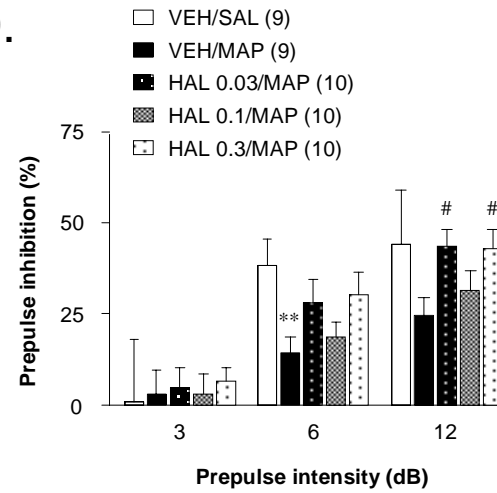 VEH/SAL (9)
VEH/MAP (9)
HAL 0.03/MAP (10)
HAL 0.1/MAP (10)
HAL 0.3/MAP (10)
Prepulse inhibition (%)
75
50
25
0
**
#
#
3 6 12
Prepulse intensity (dB)